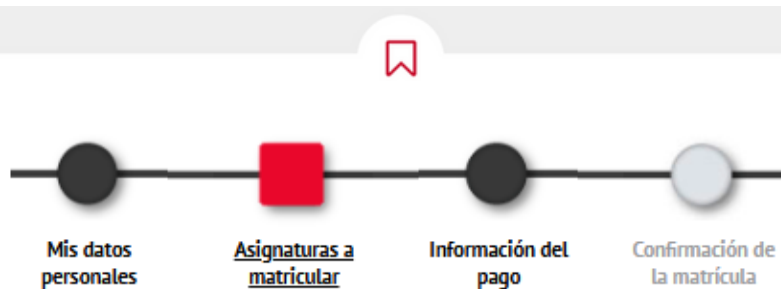 Mis datos
personales
Asignaturas a
matricular
Información del
pago
Confirmación de
la matrícula